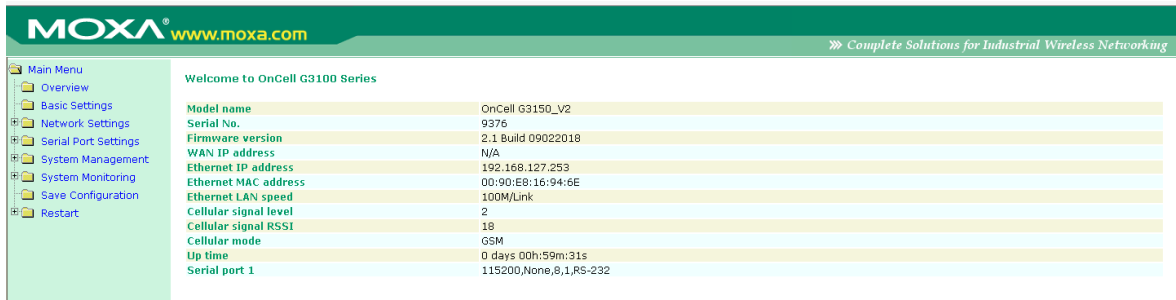 MOXA® www.moxa.com
Complete Solutions for Industrial Wireless Networking
Main Menu
Overview
Basic Settings
Network Settings
Serial Port Settings
System Management
System Monitoring
Save Configuration
Restart
Welcome to OnCell G3100 Series
Model name OnCell G3150_V2
Serial No. 9376
Firmware version 2.1 Build 09022018
WAN IP address N/A
Ethernet IP address 192.168.127.253
Ethernet MAC address 00:90:E8:16:94:6E
Ethernet LAN speed 100M/Link
Cellular signal level 2
Cellular signal RSSI 18
Cellular mode GSM
Up time 0 days 00h:59m:31s
Serial port 1 115200,None,8,1,RS-232